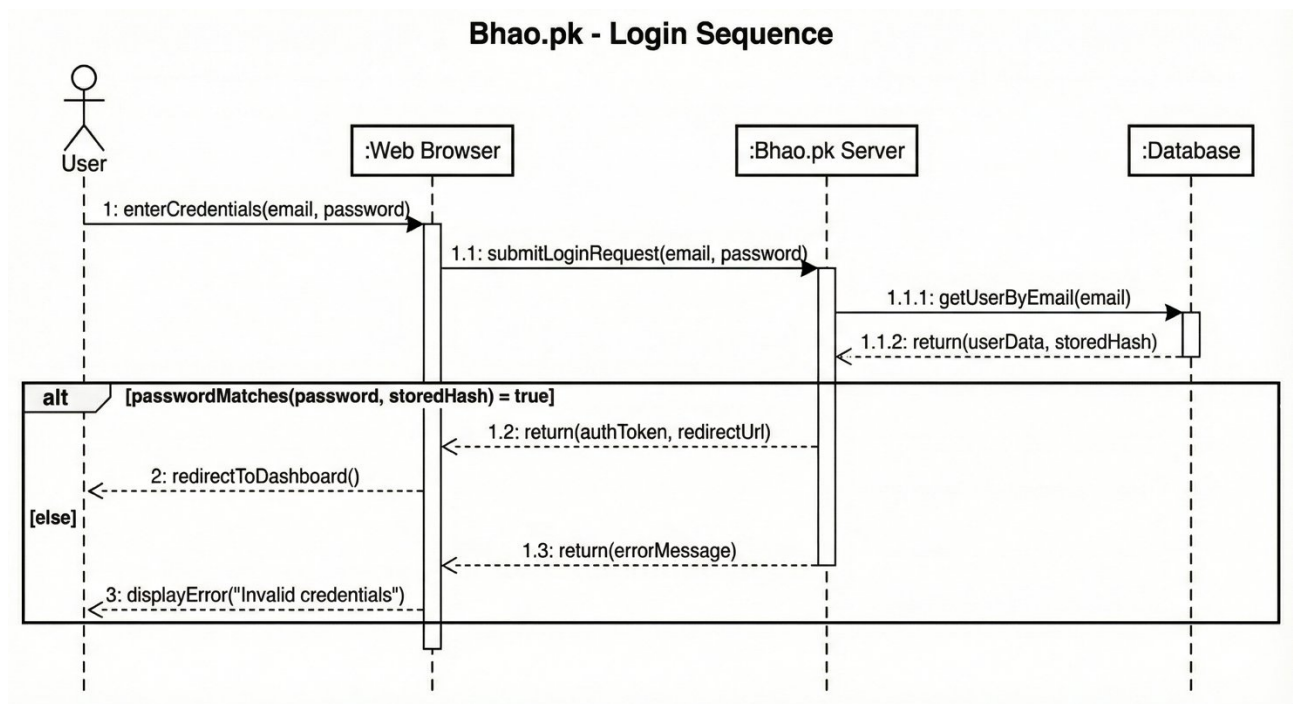 Bhao.pk - Login Sequence
User
:Web Browser
:Bhao.pk Server
:Database
1: enterCredentials(email, password)
1.1: submitLoginRequest(email, password)
1.1.1: getUserByEmail(email)
1.1.2: return(userData, storedHash)
alt
[passwordMatches(password, storedHash) = true]
1.2: return(authToken, redirectUrl)
2: redirectToDashboard()
[else]
1.3: return(errorMessage)
3: displayError("Invalid credentials")